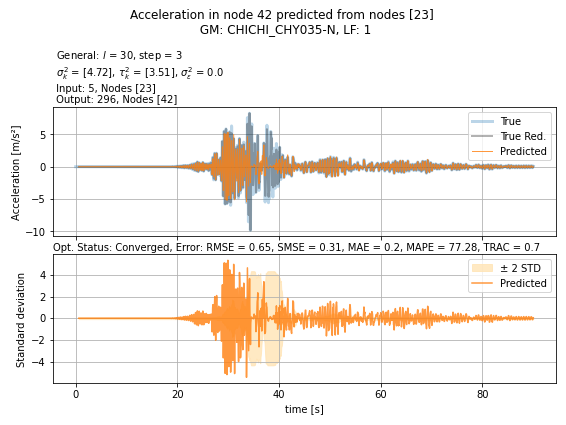 Acceleration in node 42 predicted from nodes [23]
GM: CHICHI_CHY035-N, LF: 1
General: l = 30, step = 3
σ²ₖ = [4.72], τ²ₖ = [3.51], σ²ε = 0.0
Input: 5, Nodes [23]
Output: 296, Nodes [42]
Acceleration [m/s²]
5
0
−5
−10
True
True Red.
Predicted
Opt. Status: Converged, Error: RMSE = 0.65, SMSE = 0.31, MAE = 0.2, MAPE = 77.28, TRAC = 0.7
Standard deviation
4
2
0
−2
−4
± 2 STD
Predicted
0 20 40 60 80
time [s]